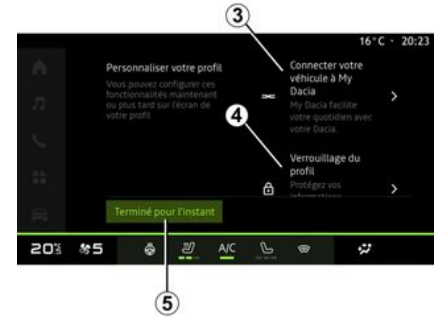 3
16°C · 20:23
Personnaliser votre profil
Vous pouvez configurer ces
fonctionnalités maintenant
ou plus tard sur l'écran de
votre profil
Connecter votre
véhicule à My
Dacia
My Dacia facilite
votre quotidien avec
votre Dacia.
4
Verrouillage du
profil
Protégez vos
informations
Terminé pour l'instant
5 A/C
5